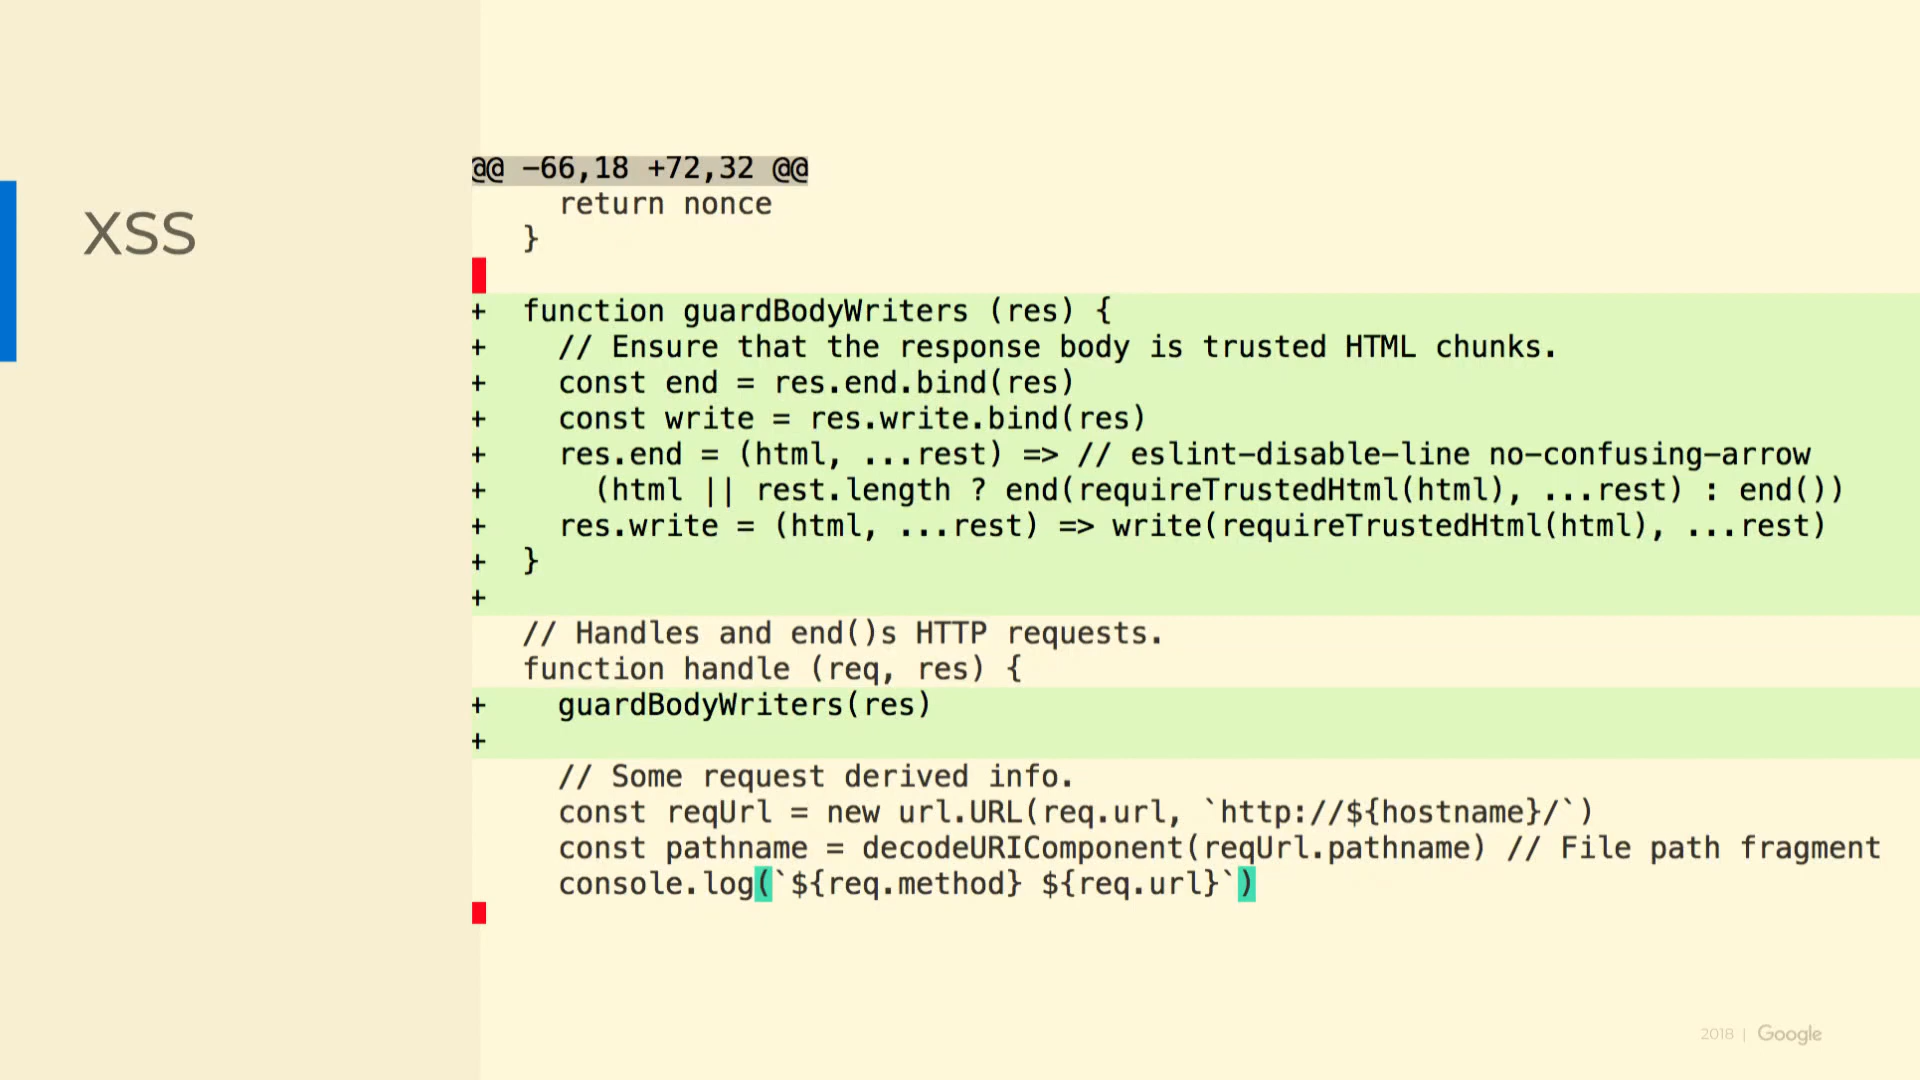 XSS
@@ -66,18 +72,32 @@
    return nonce
  }
+  function guardBodyWriters (res) {
+    // Ensure that the response body is trusted HTML chunks.
+    const end = res.end.bind(res)
+    const write = res.write.bind(res)
+    res.end = (html, ...rest) => // eslint-disable-line no-confusing-arrow
+      (html || rest.length ? end(requireTrustedHtml(html), ...rest) : end())
+    res.write = (html, ...rest) => write(requireTrustedHtml(html), ...rest)
+  }
+
  // Handles and end()s HTTP requests.
  function handle (req, res) {
+    guardBodyWriters(res)
+
    // Some request derived info.
    const reqUrl = new url.URL(req.url, `http://${hostname}/`)
    const pathname = decodeURIComponent(reqUrl.pathname) // File path fragment
    console.log(`${req.method} ${req.url}`)
2018 | Google